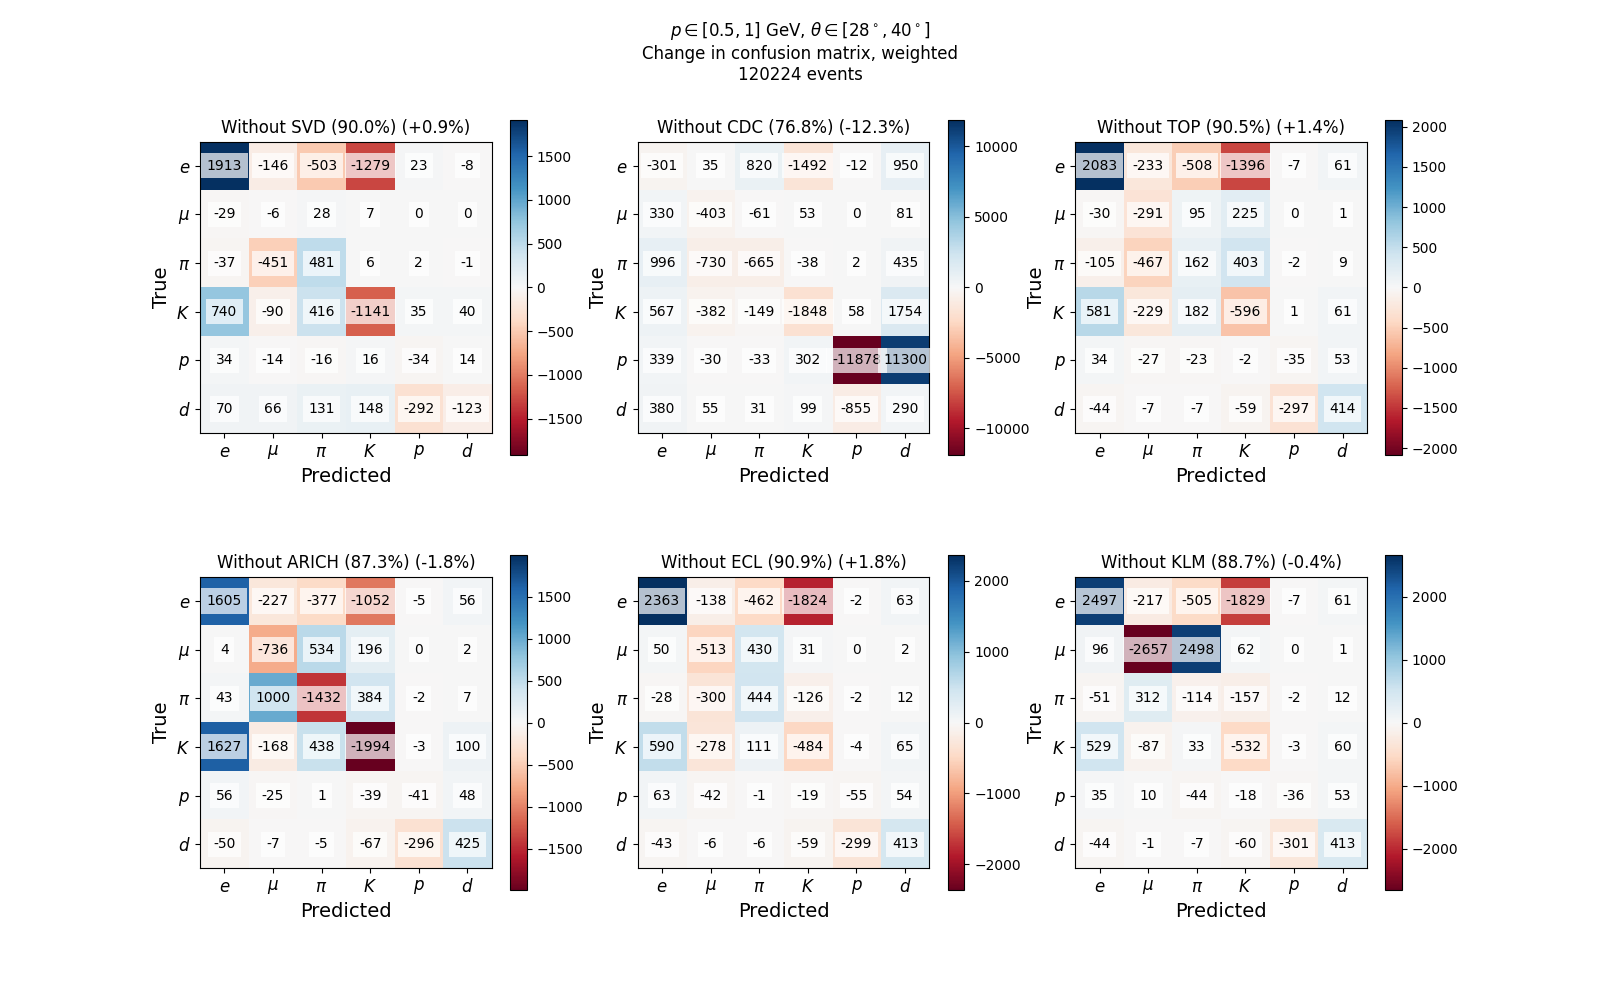 p ∈ [0.5, 1] GeV, θ ∈ [28°, 40°]
Change in confusion matrix, weighted
120224 events
Without SVD (90.0%) (+0.9%)
e 1913 -146 -503 -1279 23 -8
μ -29 -6 28 7 0 0
π -37 -451 481 6 2 -1
K 740 -90 416 -1141 35 40
p 34 -14 -16 16 -34 14
d 70 66 131 148 -292 -123
e μ π K p d
Predicted
True
1500
1000
500
0
−500
−1000
−1500
Without CDC (76.8%) (-12.3%)
e -301 35 820 -1492 -12 950
μ 330 -403 -61 53 0 81
π 996 -730 -665 -38 2 435
K 567 -382 -149 -1848 58 1754
p 339 -30 -33 302 -11878 11300
d 380 55 31 99 -855 290
e μ π K p d
Predicted
True
10000
5000
0
−5000
−10000
Without TOP (90.5%) (+1.4%)
e 2083 -233 -508 -1396 -7 61
μ -30 -291 95 225 0 1
π -105 -467 162 403 -2 9
K 581 -229 182 -596 1 61
p 34 -27 -23 -2 -35 53
d -44 -7 -7 -59 -297 414
e μ π K p d
Predicted
True
2000
1500
1000
500
0
−500
−1000
−1500
−2000
Without ARICH (87.3%) (-1.8%)
e 1605 -227 -377 -1052 -5 56
μ 4 -736 534 196 0 2
π 43 1000 -1432 384 -2 7
K 1627 -168 438 -1994 -3 100
p 56 -25 1 -39 -41 48
d -50 -7 -5 -67 -296 425
e μ π K p d
Predicted
True
1500
1000
500
0
−500
−1000
−1500
Without ECL (90.9%) (+1.8%)
e 2363 -138 -462 -1824 -2 63
μ 50 -513 430 31 0 2
π -28 -300 444 -126 -2 12
K 590 -278 111 -484 -4 65
p 63 -42 -1 -19 -55 54
d -43 -6 -6 -59 -299 413
e μ π K p d
Predicted
True
2000
1000
0
−1000
−2000
Without KLM (88.7%) (-0.4%)
e 2497 -217 -505 -1829 -7 61
μ 96 -2657 2498 62 0 1
π -51 312 -114 -157 -2 12
K 529 -87 33 -532 -3 60
p 35 10 -44 -18 -36 53
d -44 -1 -7 -60 -301 413
e μ π K p d
Predicted
True
2000
1000
0
−1000
−2000